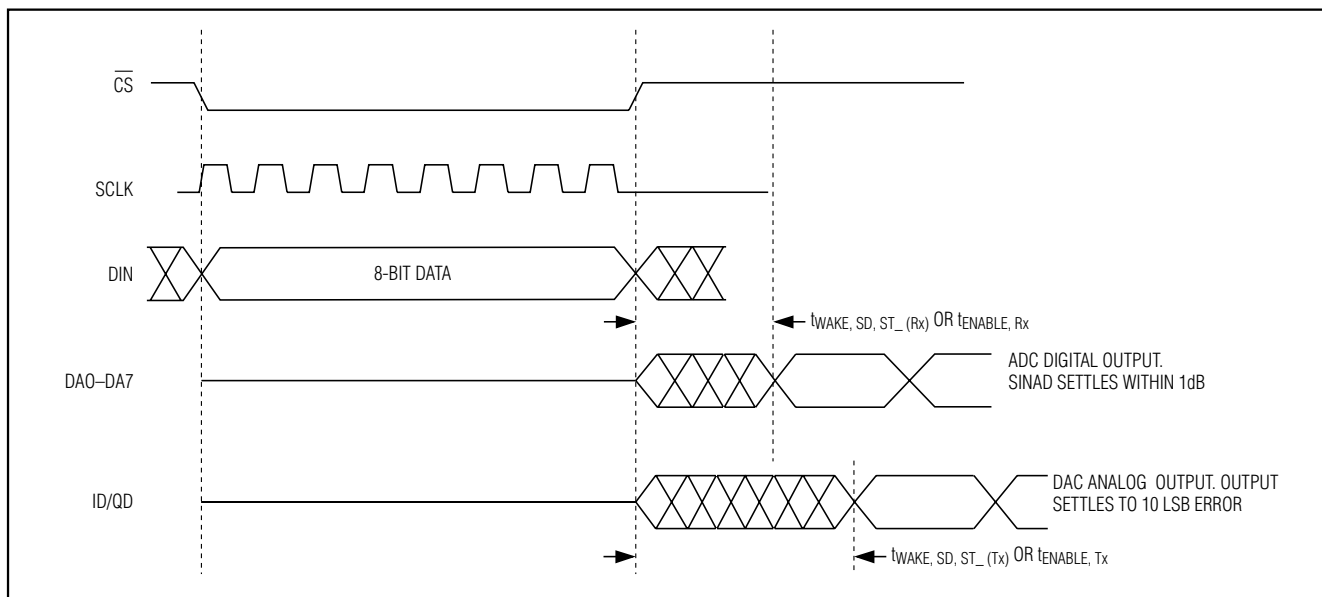 CS
SCLK
DIN
8-BIT DATA
tWAKE, SD, ST_ (Rx) OR tENABLE, Rx
DA0–DA7
ADC DIGITAL OUTPUT.
SINAD SETTLES WITHIN 1dB
ID/QD
DAC ANALOG OUTPUT. OUTPUT
SETTLES TO 10 LSB ERROR
tWAKE, SD, ST_ (Tx) OR tENABLE, Tx